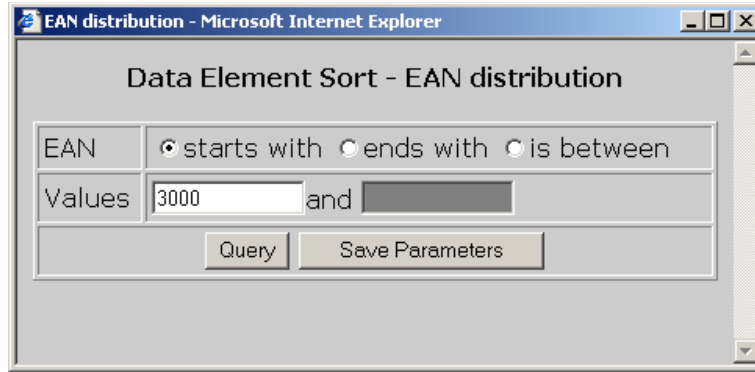 EAN distribution - Microsoft Internet Explorer
Data Element Sort - EAN distribution
EAN starts with ends with is between
Values 3000 and
Query Save Parameters